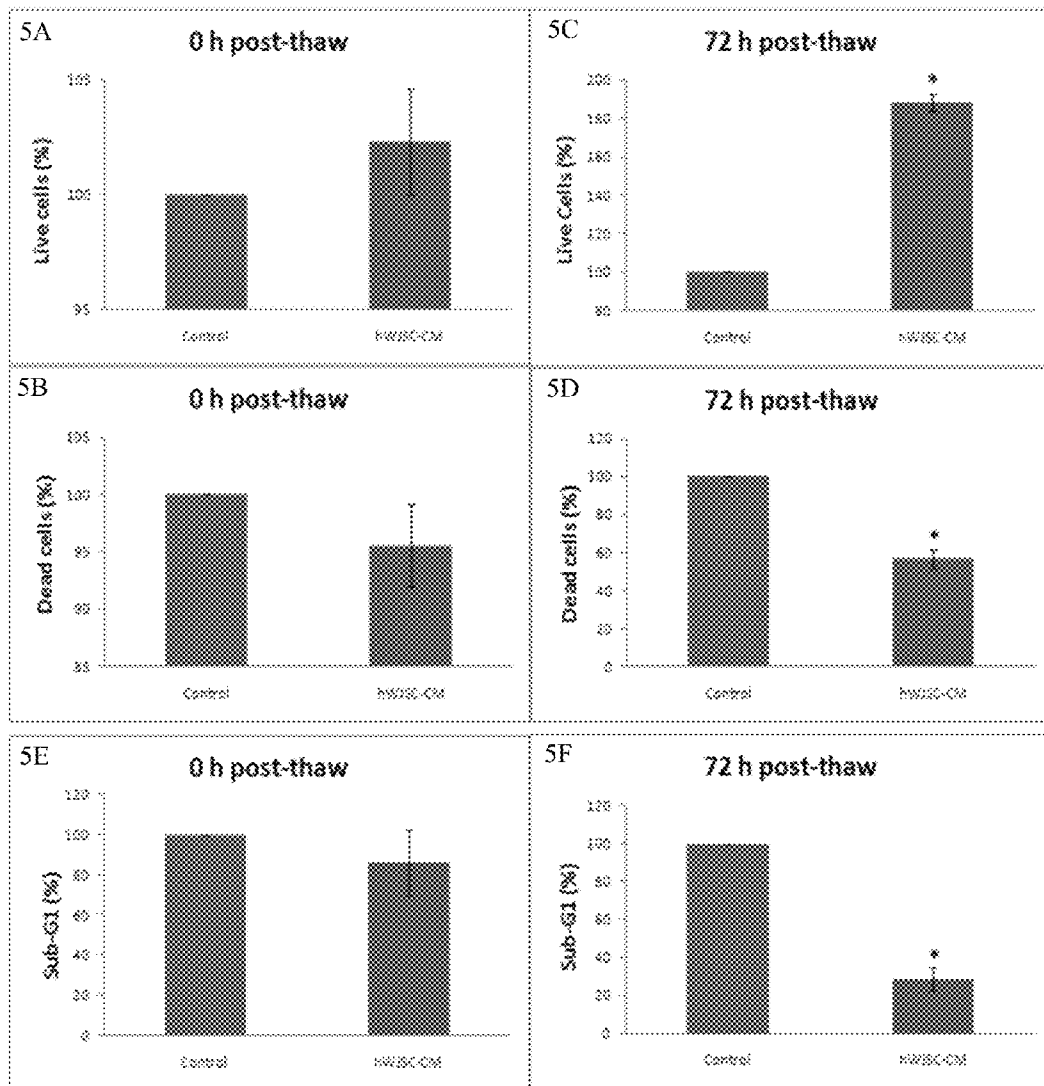 5A
0 h post-thaw
Live cells (%)
105
100
95
Control
hWJSC-CM
5C
72 h post-thaw
Live Cells (%)
200
180
160
140
120
100
80
Control
hWJSC-CM
*
5B
0 h post-thaw
Dead cells (%)
105
100
95
90
85
Control
hWJSC-CM
5D
72 h post-thaw
Dead cells (%)
120
100
80
60
40
20
0
Control
hWJSC-CM
*
5E
0 h post-thaw
Sub-G1 (%)
120
100
80
60
40
20
0
Control
hWJSC-CM
5F
72 h post-thaw
Sub-G1 (%)
120
100
80
60
40
20
0
Control
hWJSC-CM
*